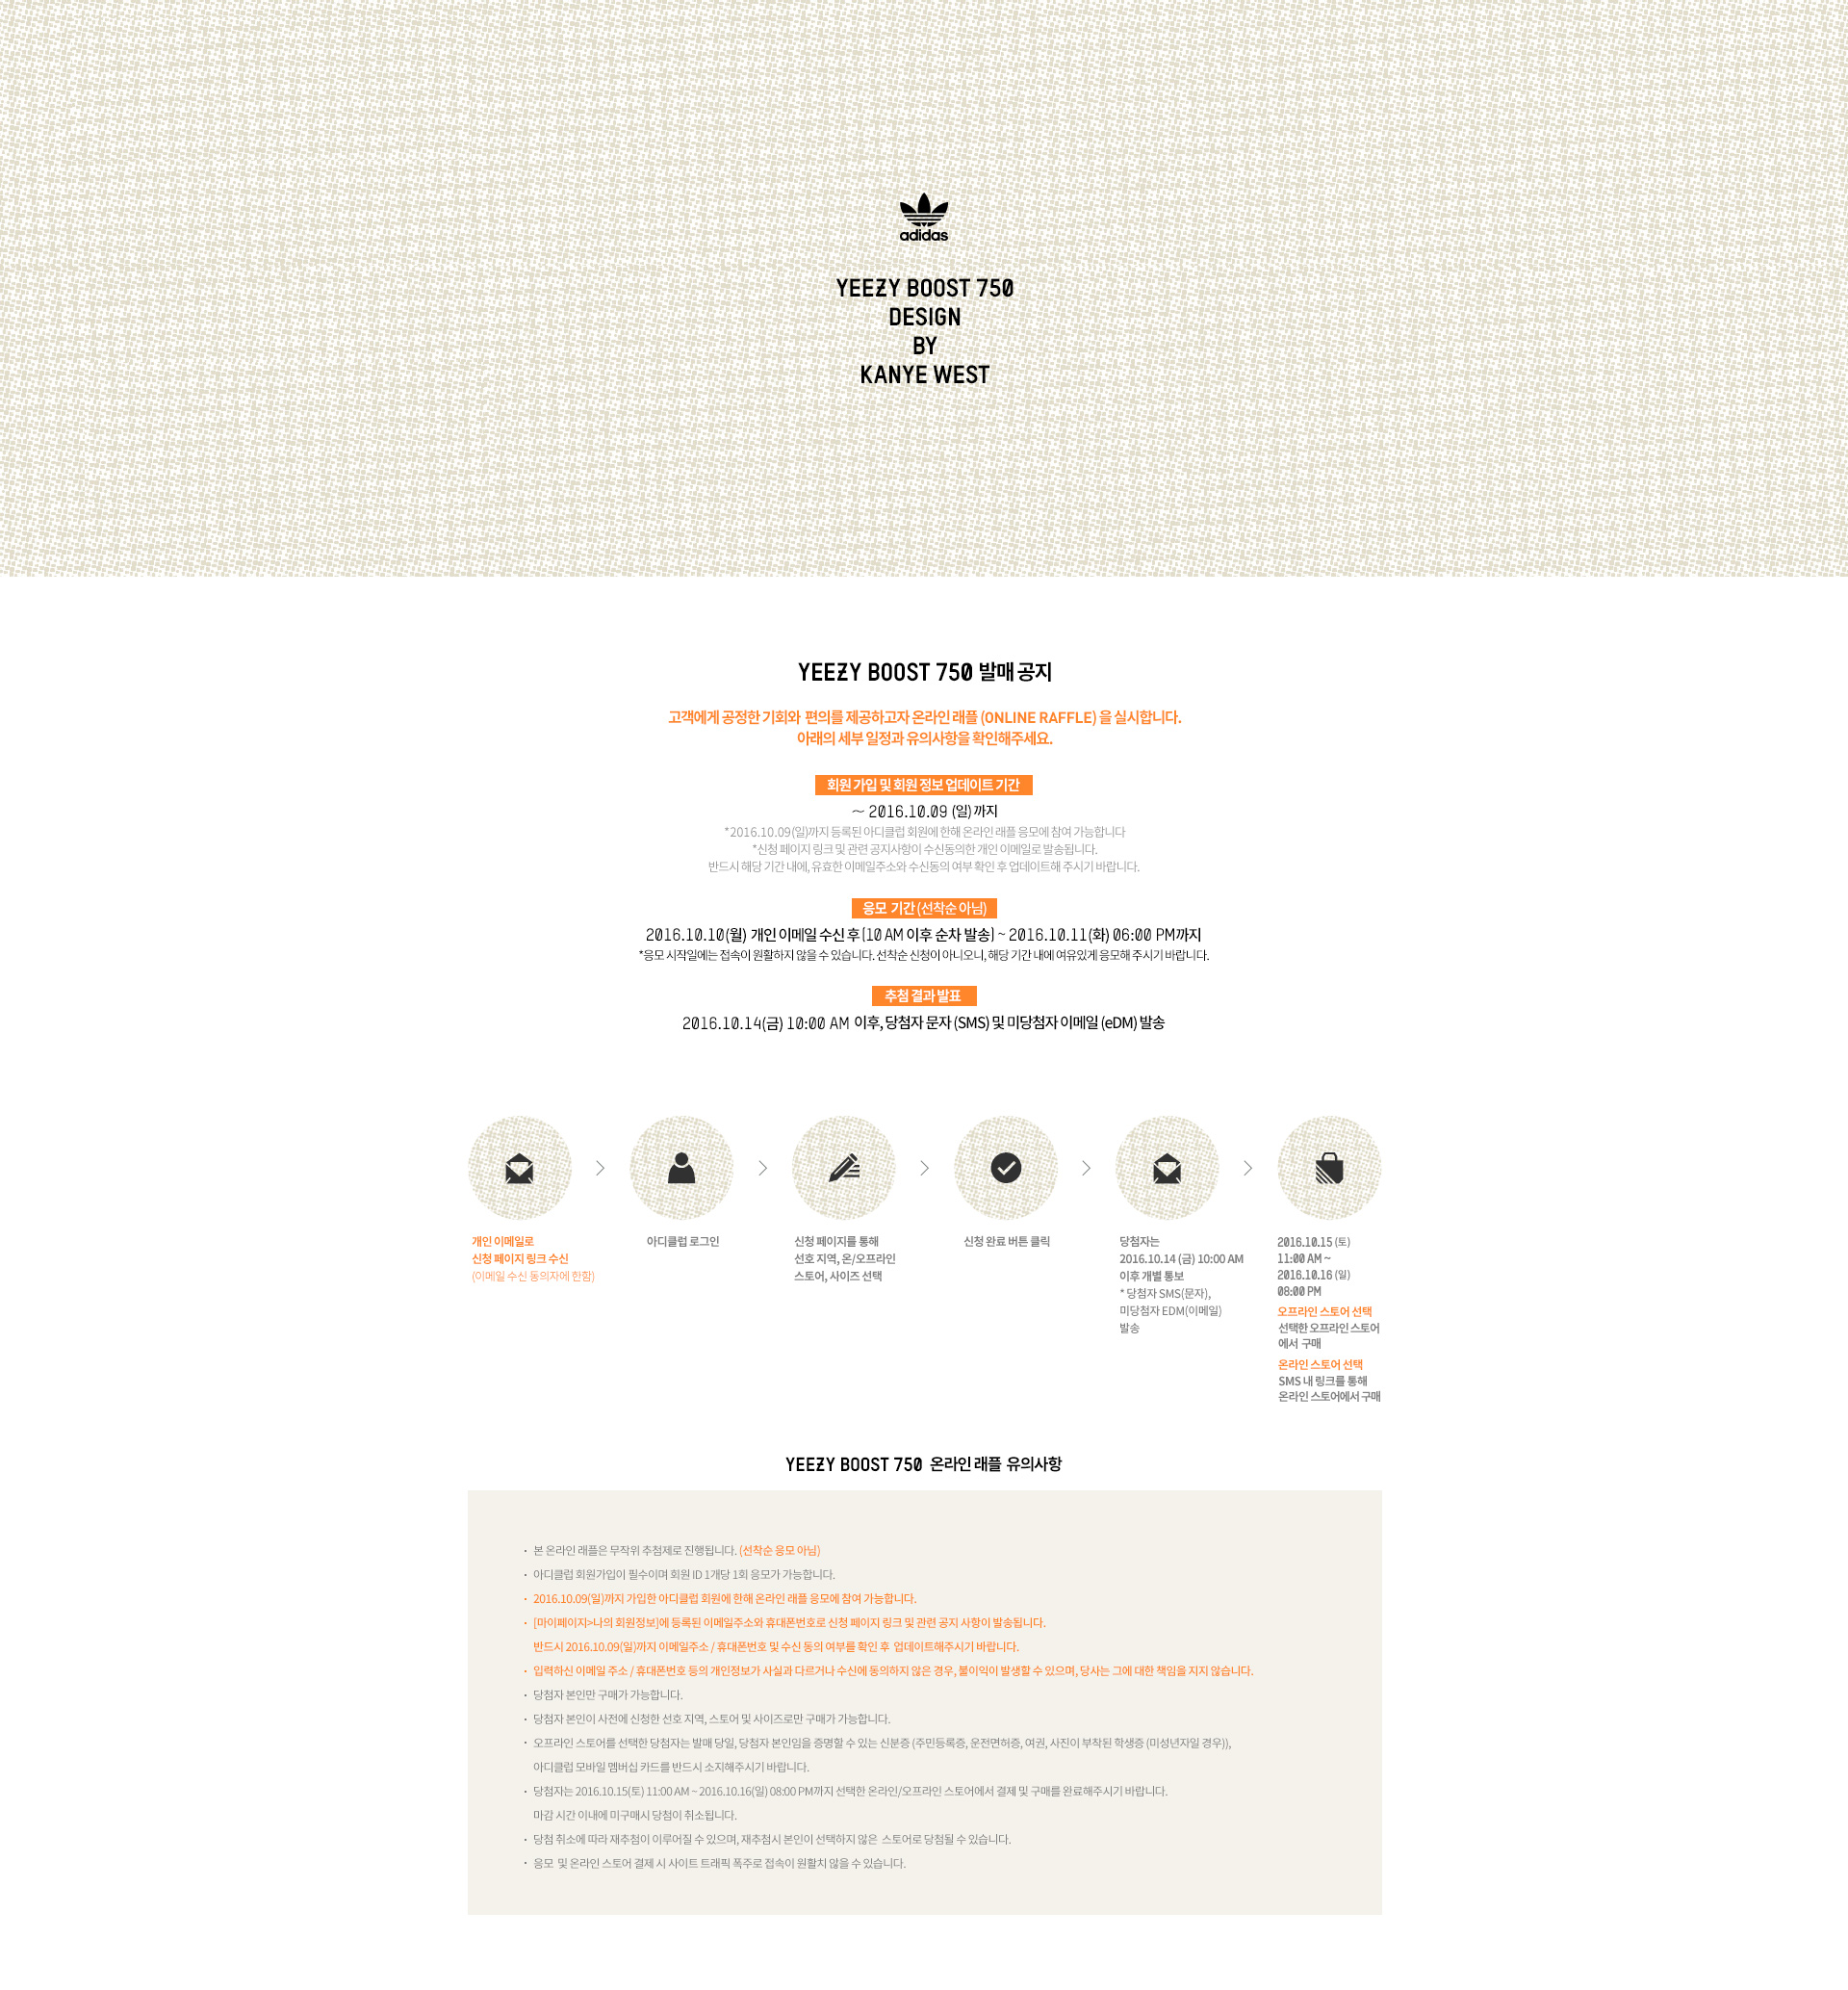 adidas
YEEZY BOOST 750
DESIGN
BY
KANYE WEST
YEEZY BOOST 750 발매 공지
고객에게 공정한 기회와 편의를 제공하고자 온라인 래플 (ONLINE RAFFLE) 을 실시합니다.
아래의 세부 일정과 유의사항을 확인해주세요.
회원 가입 및 회원 정보 업데이트 기간
~ 2016.10.09 (일) 까지
*2016.10.09(일)까지 등록된 아디클럽 회원에 한해 온라인 래플 응모에 참여 가능합니다
*신청 페이지 링크 및 관련 공지사항이 수신동의한 개인 이메일로 발송됩니다.
반드시 해당 기간 내에, 유효한 이메일주소와 수신동의 여부 확인 후 업데이트해 주시기 바랍니다.
응모 기간 (선착순 아님)
2016.10.10(월) 개인 이메일 수신 후 [10 AM 이후 순차 발송] ~ 2016.10.11(화) 06:00 PM까지
*응모 시작일에는 접속이 원활하지 않을 수 있습니다. 선착순 신청이 아니오니, 해당 기간 내에 여유있게 응모해 주시기 바랍니다.
추첨 결과 발표
2016.10.14(금) 10:00 AM 이후, 당첨자 문자 (SMS) 및 미당첨자 이메일 (eDM) 발송
개인 이메일로
신청 페이지 링크 수신
(이메일 수신 동의자에 한함)
아디클럽 로그인
신청 페이지를 통해
선호 지역, 온/오프라인
스토어, 사이즈 선택
신청 완료 버튼 클릭
당첨자는
2016.10.14 (금) 10:00 AM
이후 개별 통보
* 당첨자 SMS(문자),
미당첨자 EDM(이메일)
발송
2016.10.15 (토)
11:00 AM ~
2016.10.16 (일)
08:00 PM
오프라인 스토어 선택
선택한 오프라인 스토어
에서 구매
온라인 스토어 선택
SMS 내 링크를 통해
온라인 스토어에서 구매
YEEZY BOOST 750 온라인 래플 유의사항
· 본 온라인 래플은 무작위 추첨제로 진행됩니다. (선착순 응모 아님)
· 아디클럽 회원가입이 필수이며 회원 ID 1개당 1회 응모가 가능합니다.
· 2016.10.09(일)까지 가입한 아디클럽 회원에 한해 온라인 래플 응모에 참여 가능합니다.
· [마이페이지>나의 회원정보]에 등록된 이메일주소와 휴대폰번호로 신청 페이지 링크 및 관련 공지 사항이 발송됩니다.
반드시 2016.10.09(일)까지 이메일주소 / 휴대폰번호 및 수신 동의 여부를 확인 후 업데이트해주시기 바랍니다.
· 입력하신 이메일 주소 / 휴대폰번호 등의 개인정보가 사실과 다르거나 수신에 동의하지 않은 경우, 불이익이 발생할 수 있으며, 당사는 그에 대한 책임을 지지 않습니다.
· 당첨자 본인만 구매가 가능합니다.
· 당첨자 본인이 사전에 신청한 선호 지역, 스토어 및 사이즈로만 구매가 가능합니다.
· 오프라인 스토어를 선택한 당첨자는 발매 당일, 당첨자 본인임을 증명할 수 있는 신분증 (주민등록증, 운전면허증, 여권, 사진이 부착된 학생증 (미성년자일 경우)),
아디클럽 모바일 멤버십 카드를 반드시 소지해주시기 바랍니다.
· 당첨자는 2016.10.15(토) 11:00 AM ~ 2016.10.16(일) 08:00 PM까지 선택한 온라인/오프라인 스토어에서 결제 및 구매를 완료해주시기 바랍니다.
마감 시간 이내에 미구매시 당첨이 취소됩니다.
· 당첨 취소에 따라 재추첨이 이루어질 수 있으며, 재추첨시 본인이 선택하지 않은 스토어로 당첨될 수 있습니다.
· 응모 및 온라인 스토어 결제 시 사이트 트래픽 폭주로 접속이 원활치 않을 수 있습니다.